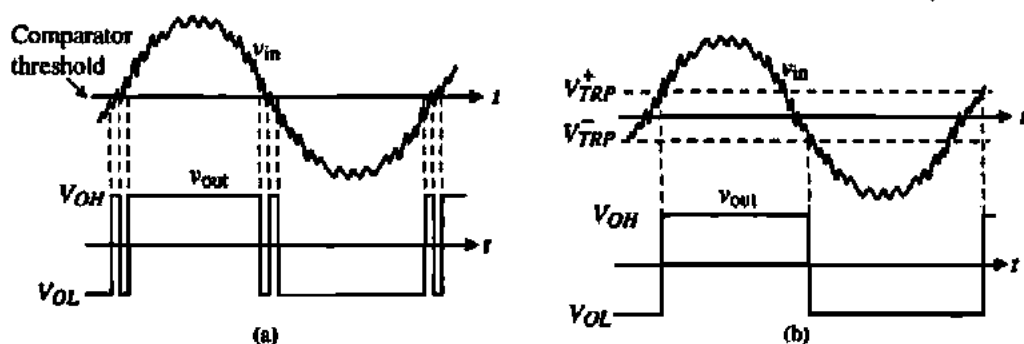 Comparator
threshold
v_in
t
v_out
V_OH
t
V_OL
(a)
v_in
V_TRP^+
t
V_TRP^-
v_out
V_OH
t
V_OL
(b)